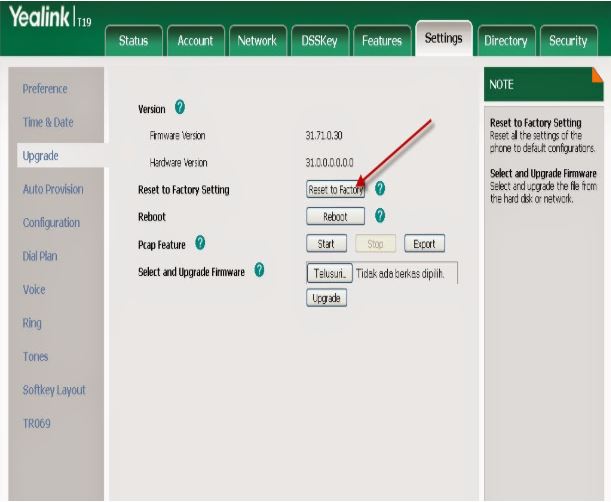 Yealink T19
Status Account Network DSSKey Features Settings Directory Security
Preference
Time & Date
Upgrade
Auto Provision
Configuration
Dial Plan
Voice
Ring
Tones
Softkey Layout
TR069
Version ?
Firmware Version 31.71.0.30
Hardware Version 31.0.0.0.0.0.0
Reset to Factory Setting Reset to Factory ?
Reboot Reboot ?
Pcap Feature ? Start Stop Export
Select and Upgrade Firmware ? Telusuri... Tidak ada berkas dipilih.
Upgrade
NOTE
Reset to Factory Setting
Reset all the settings of the
phone to default configurations.
Select and Upgrade Firmware
Select and upgrade the file from
the hard disk or network.